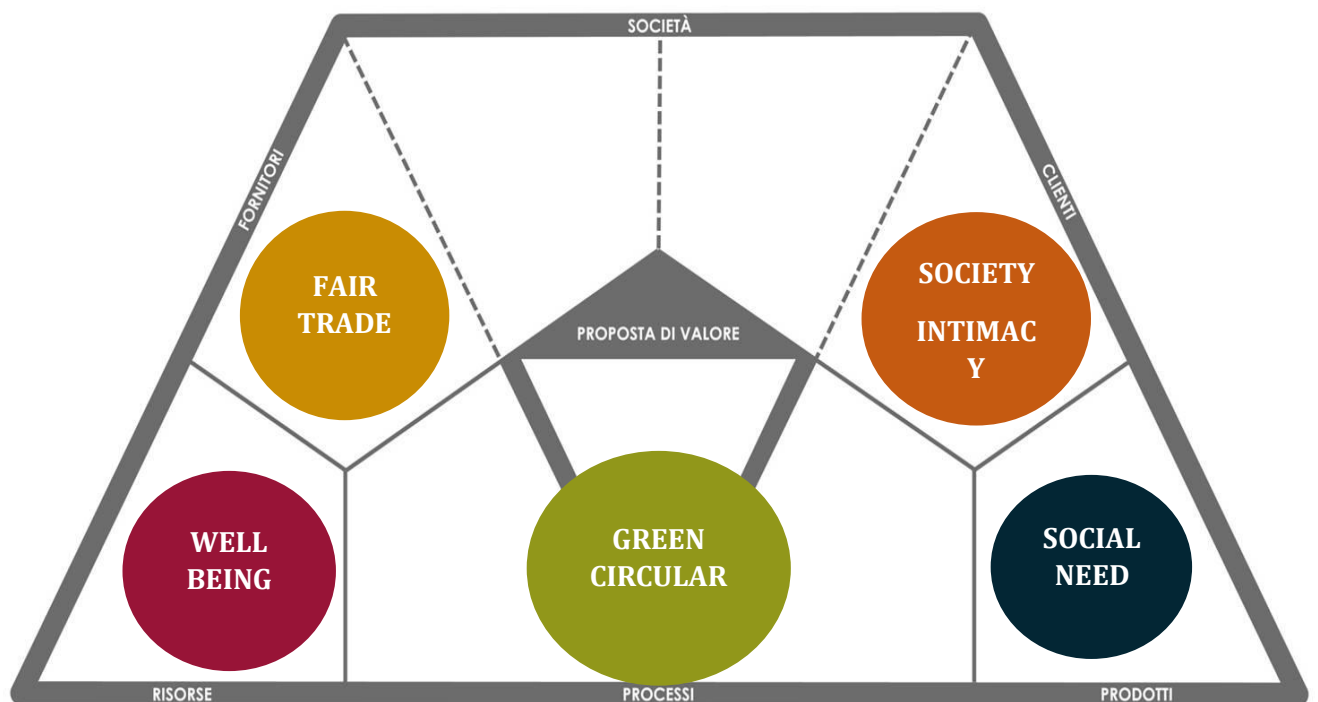 SOCIETÀ
FORNITORI
CLIENTI
FAIR
TRADE
SOCIETY
INTIMAC
Y
PROPOSTA DI VALORE
WELL
BEING
GREEN
CIRCULAR
SOCIAL
NEED
RISORSE
PROCESSI
PRODOTTI